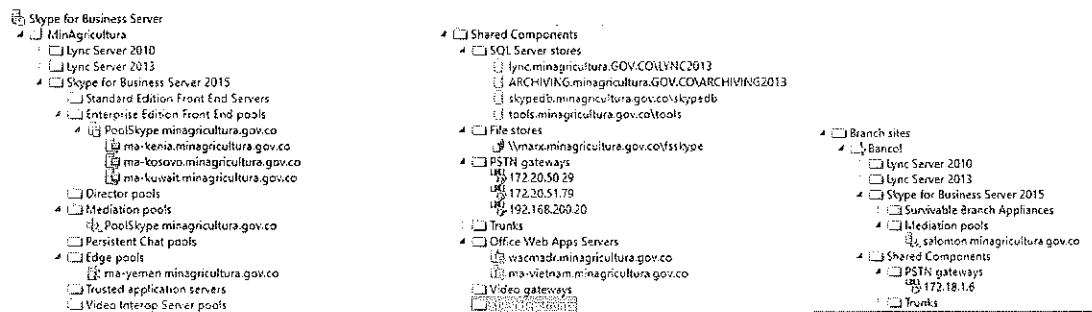 Skype for Business Server
MinAgricultura
Lync Server 2010
Lync Server 2013
Skype for Business Server 2015
Standard Edition Front End Servers
Enterprise Edition Front End pools
PoolSkype.minagricultura.gov.co
ma-kenia.minagricultura.gov.co
ma-kosovo.minagricultura.gov.co
ma-kuwait.minagricultura.gov.co
Director pools
Mediation pools
PoolSkype.minagricultura.gov.co
Persistent Chat pools
Edge pools
ma-yemen.minagricultura.gov.co
Trusted application servers
Video Interop Server pools
Shared Components
SQL Server stores
lync.minagricultura.GOV.CO\LYNC2013
ARCHIVING.minagricultura.GOV.CO\ARCHIVING2013
skypedb.minagricultura.gov.co\skypedb
tools.minagricultura.gov.co\tools
File stores
\\marx.minagricultura.gov.co\fsskype
PSTN gateways
172.20.50.29
172.20.51.79
192.168.200.20
Trunks
Office Web Apps Servers
wacmadr.minagricultura.gov.co
ma-vietnam.minagricultura.gov.co
Video gateways
Branch sites
Bancol
Lync Server 2010
Lync Server 2013
Skype for Business Server 2015
Survivable Branch Appliances
Mediation pools
salomon.minagricultura.gov.co
Shared Components
PSTN gateways
172.18.1.6
Trunks